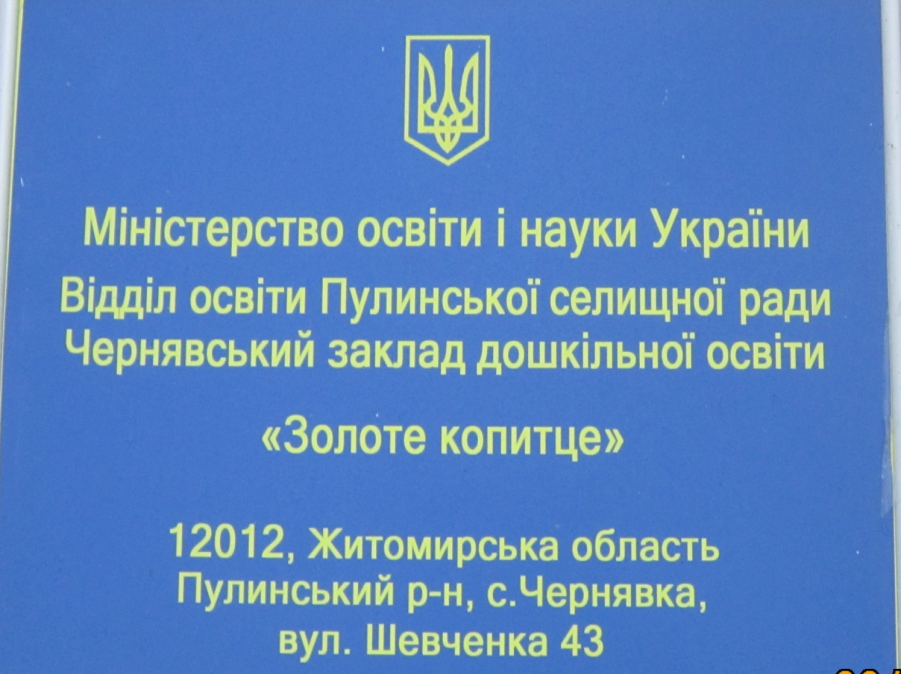 Міністерство освіти і науки України
Відділ освіти Пулинської селищної ради
Чернявський заклад дошкільної освіти
«Золоте копитце»
12012, Житомирська область
Пулинський р-н, с.Чернявка,
вул. Шевченка 43